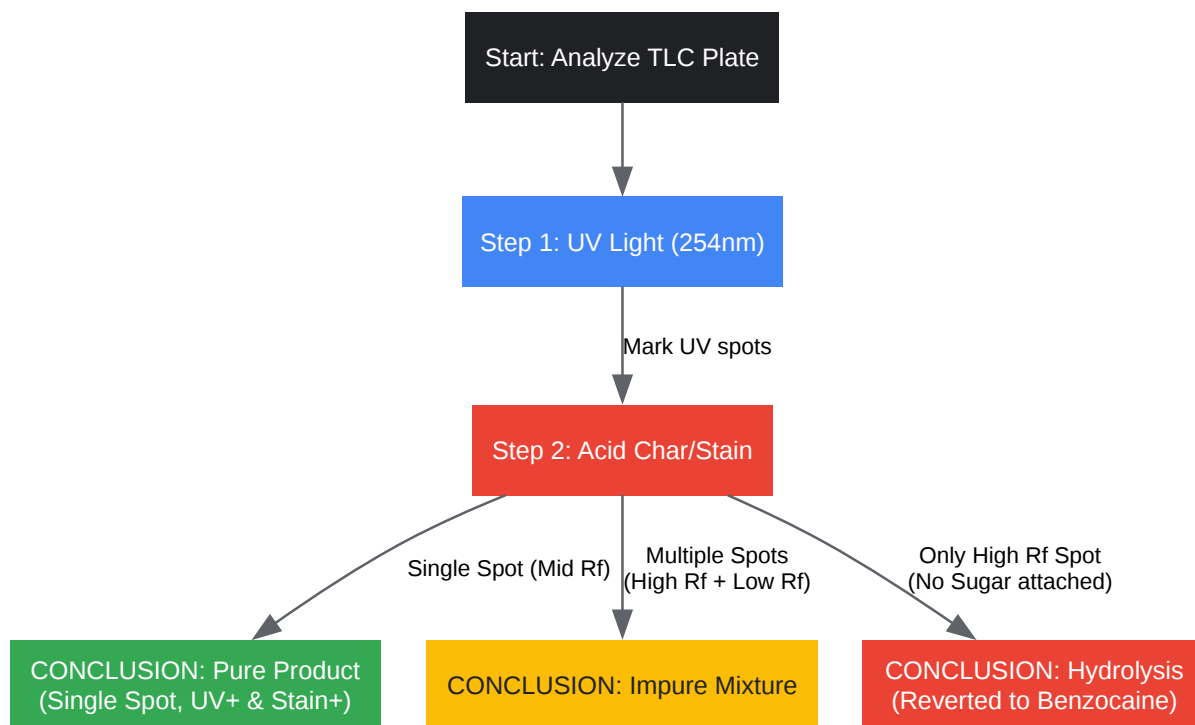 Start: Analyze TLC Plate
Step 1: UV Light (254nm)
Mark UV spots
Step 2: Acid Char/Stain
Single Spot (Mid Rf)
Multiple Spots
(High Rf + Low Rf)
Only High Rf Spot
(No Sugar attached)
CONCLUSION: Pure Product
(Single Spot, UV+ & Stain+)
CONCLUSION: Impure Mixture
CONCLUSION: Hydrolysis
(Reverted to Benzocaine)